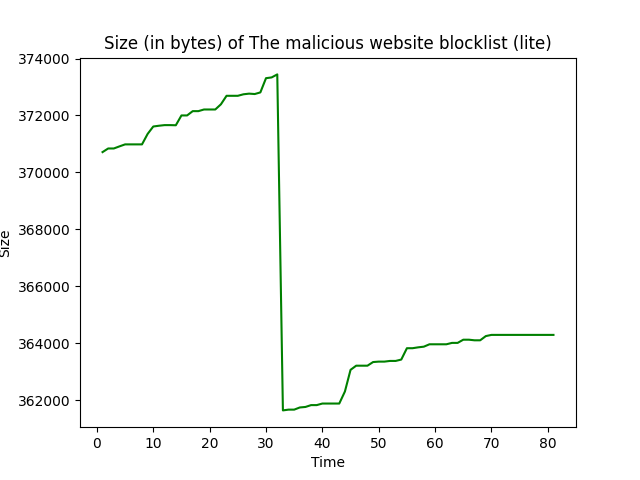 Size (in bytes) of The malicious website blocklist (lite)
374000
372000
370000
368000
366000
364000
362000
Size
0 10 20 30 40 50 60 70 80
Time